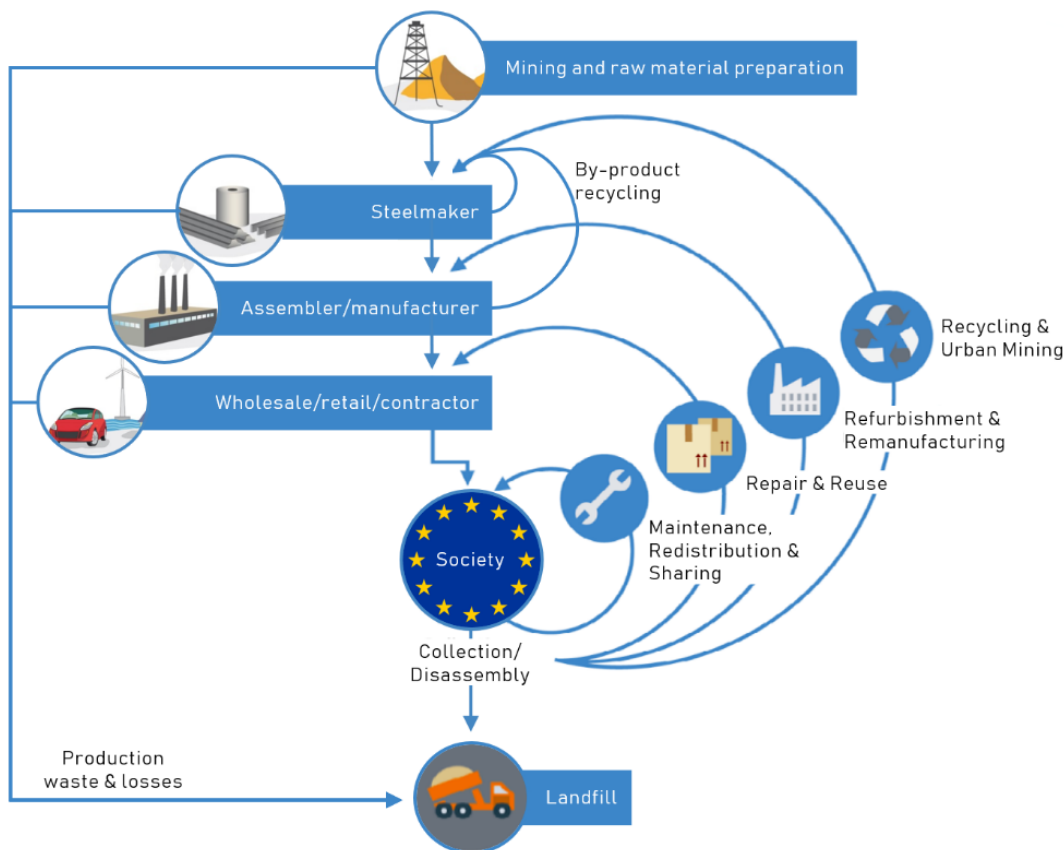 Mining and raw material preparation
By-product
recycling
Steelmaker
Assembler/manufacturer
Recycling &
Urban Mining
Wholesale/retail/contractor
Refurbishment &
Remanufacturing
Repair & Reuse
Maintenance,
Redistribution &
Sharing
Society
Collection/
Disassembly
Production
waste & losses
Landfill